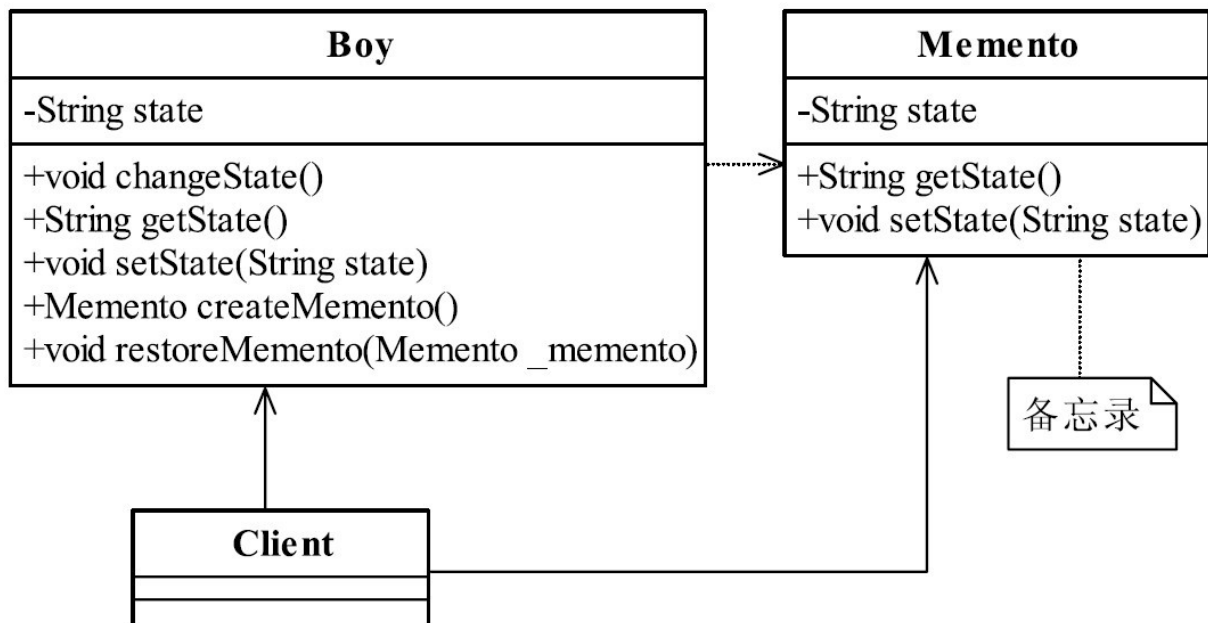 Boy
-String state
+void changeState()
+String getState()
+void setState(String state)
+Memento createMemento()
+void restoreMemento(Memento _memento)
Memento
-String state
+String getState()
+void setState(String state)
备忘录
Client